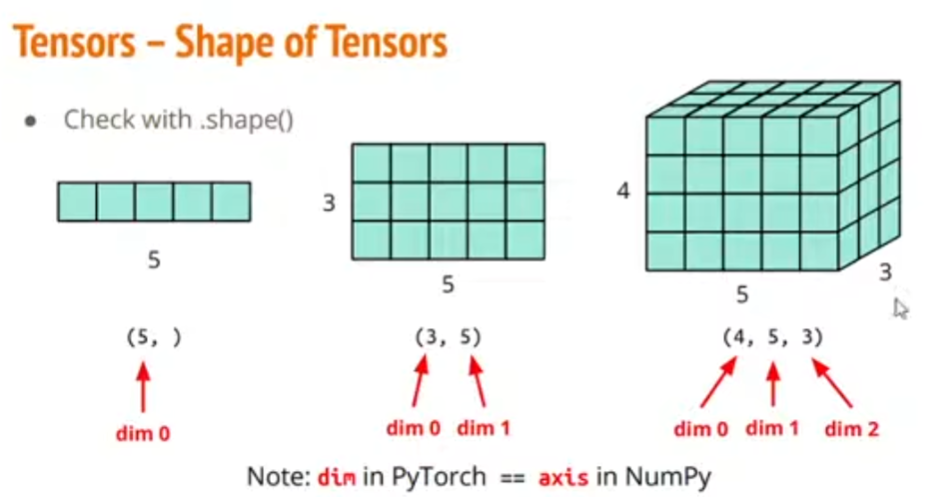 Tensors – Shape of Tensors
● Check with .shape()
5
(5, )
dim 0
3
5
(3, 5)
dim 0 dim 1
4
5
3
(4, 5, 3)
dim 0 dim 1 dim 2
Note: dim in PyTorch == axis in NumPy